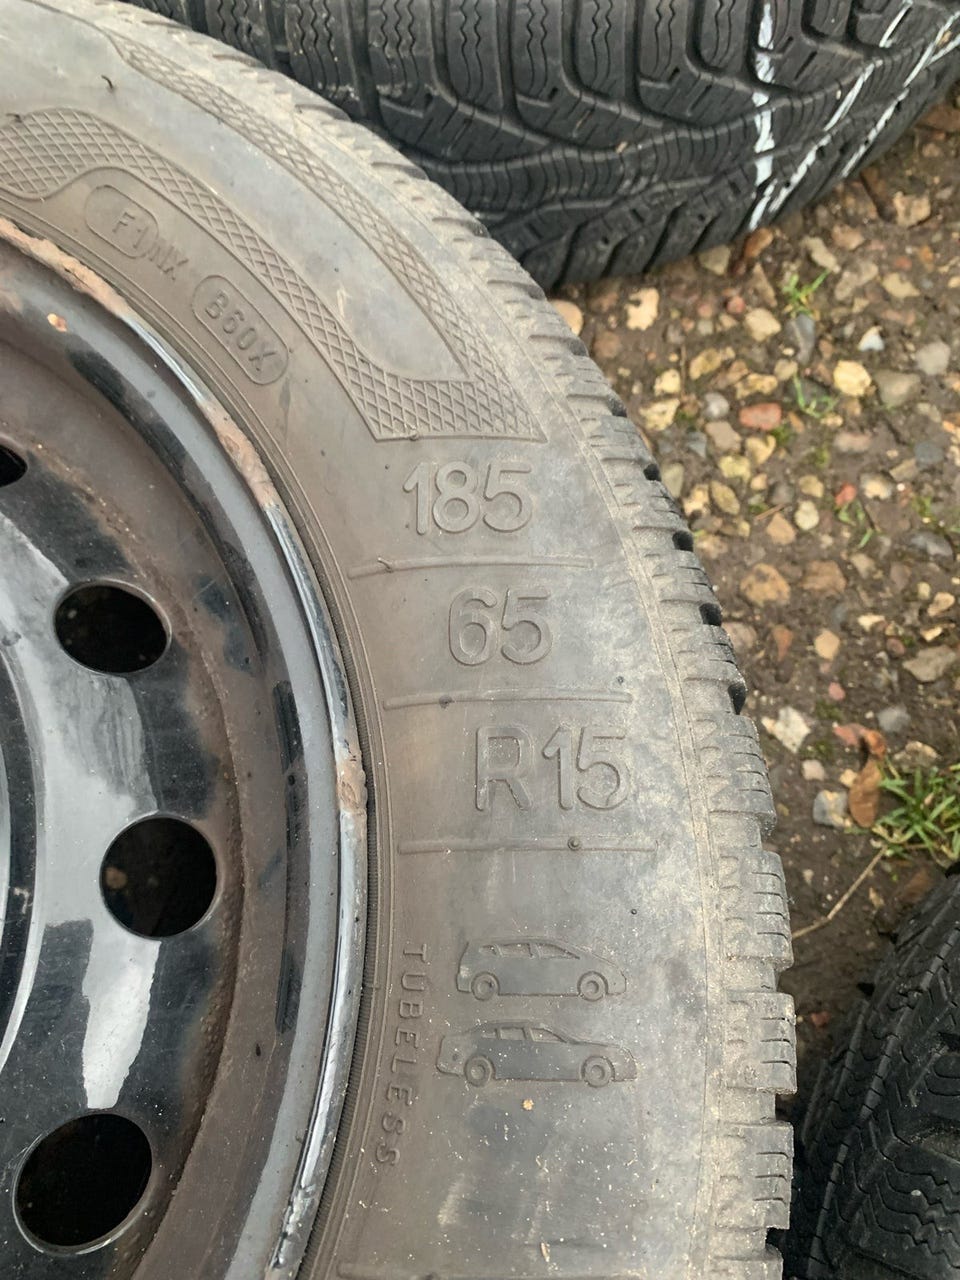 F1 NX
B60X
185
65
R15
TUBELESS